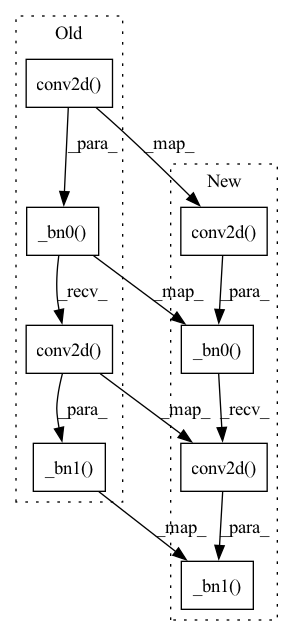 Old
conv2d()
_para_
_map_
New
_bn0()
conv2d()
_recv_
_map_
_para_
conv2d()
_bn0()
_para_
_map_
_recv_
_bn1()
conv2d()
_map_
_para_
_bn1()